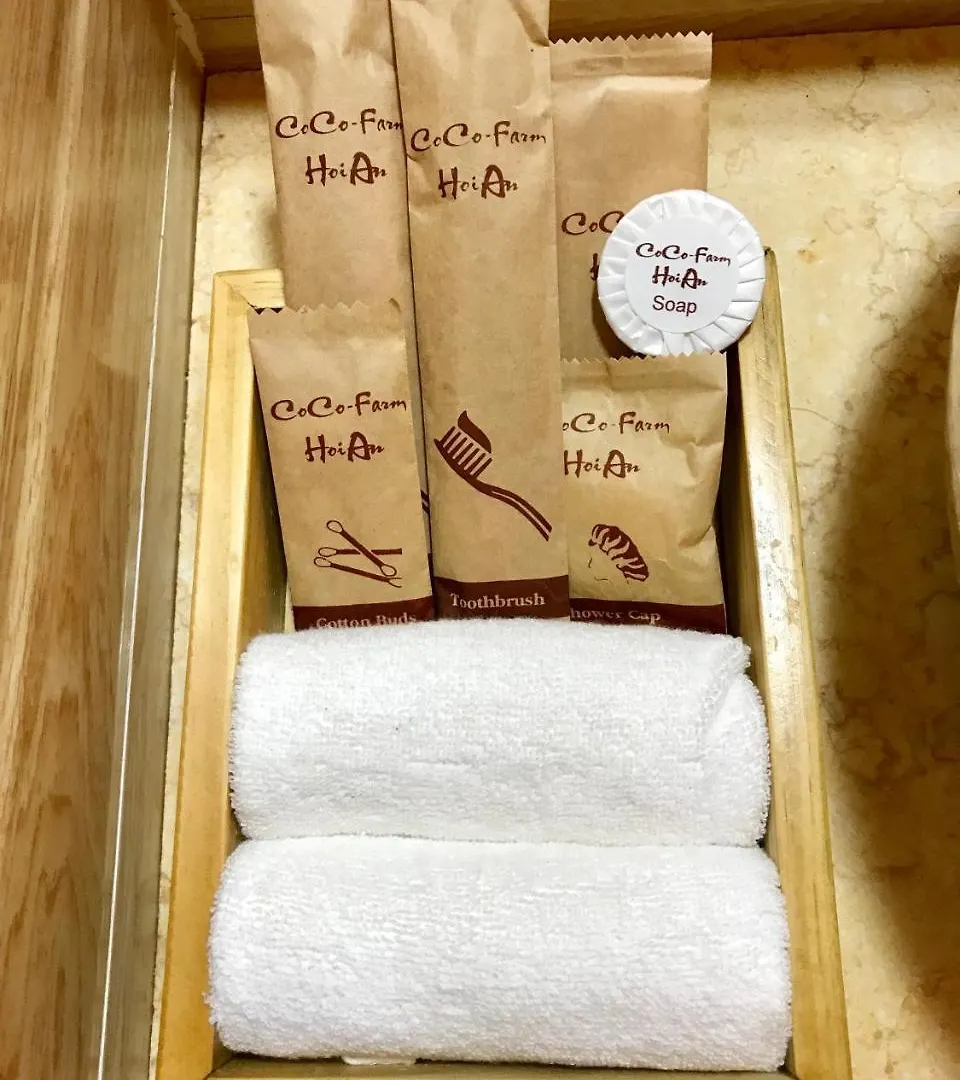 CoCo-Farm
HoiAn
CoCo-Farm
HoiAn
CoCo-Farm
HoiAn
Soap
CoCo-Farm
HoiAn
Cotton Buds
Toothbrush
oCo-Farm
HoiAn
hower Cap